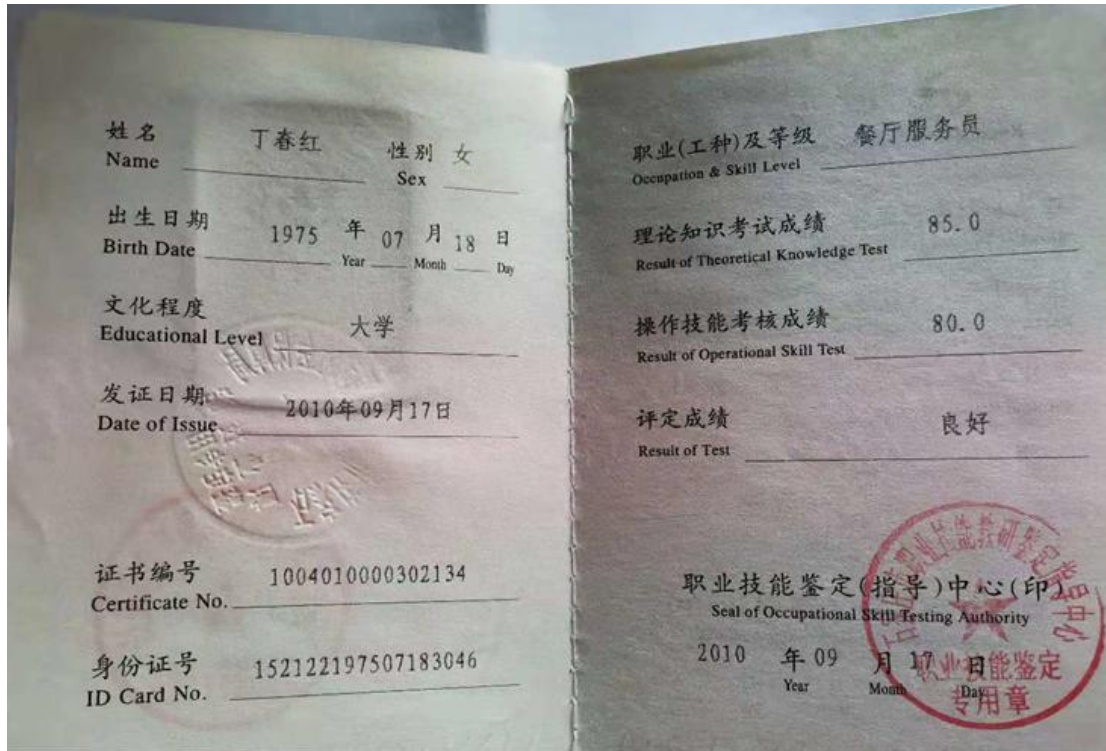 姓名 丁春红 性别 女
Name Sex
出生日期 1975 年 07 月 18 日
Birth Date Year Month Day
文化程度 大学
Educational Level
发证日期 2010年09月17日
Date of Issue
证书编号 1004010000302134
Certificate No.
身份证号 152122197507183046
ID Card No.
职业(工种)及等级 餐厅服务员
Occupation & Skill Level
理论知识考试成绩 85.0
Result of Theoretical Knowledge Test
操作技能考核成绩 80.0
Result of Operational Skill Test
评定成绩 良好
Result of Test
职业技能鉴定(指导)中心(印)
Seal of Occupational Skill Testing Authority
2010 年 09 月 17 日
Year Month Day
职业技能鉴定
专用章